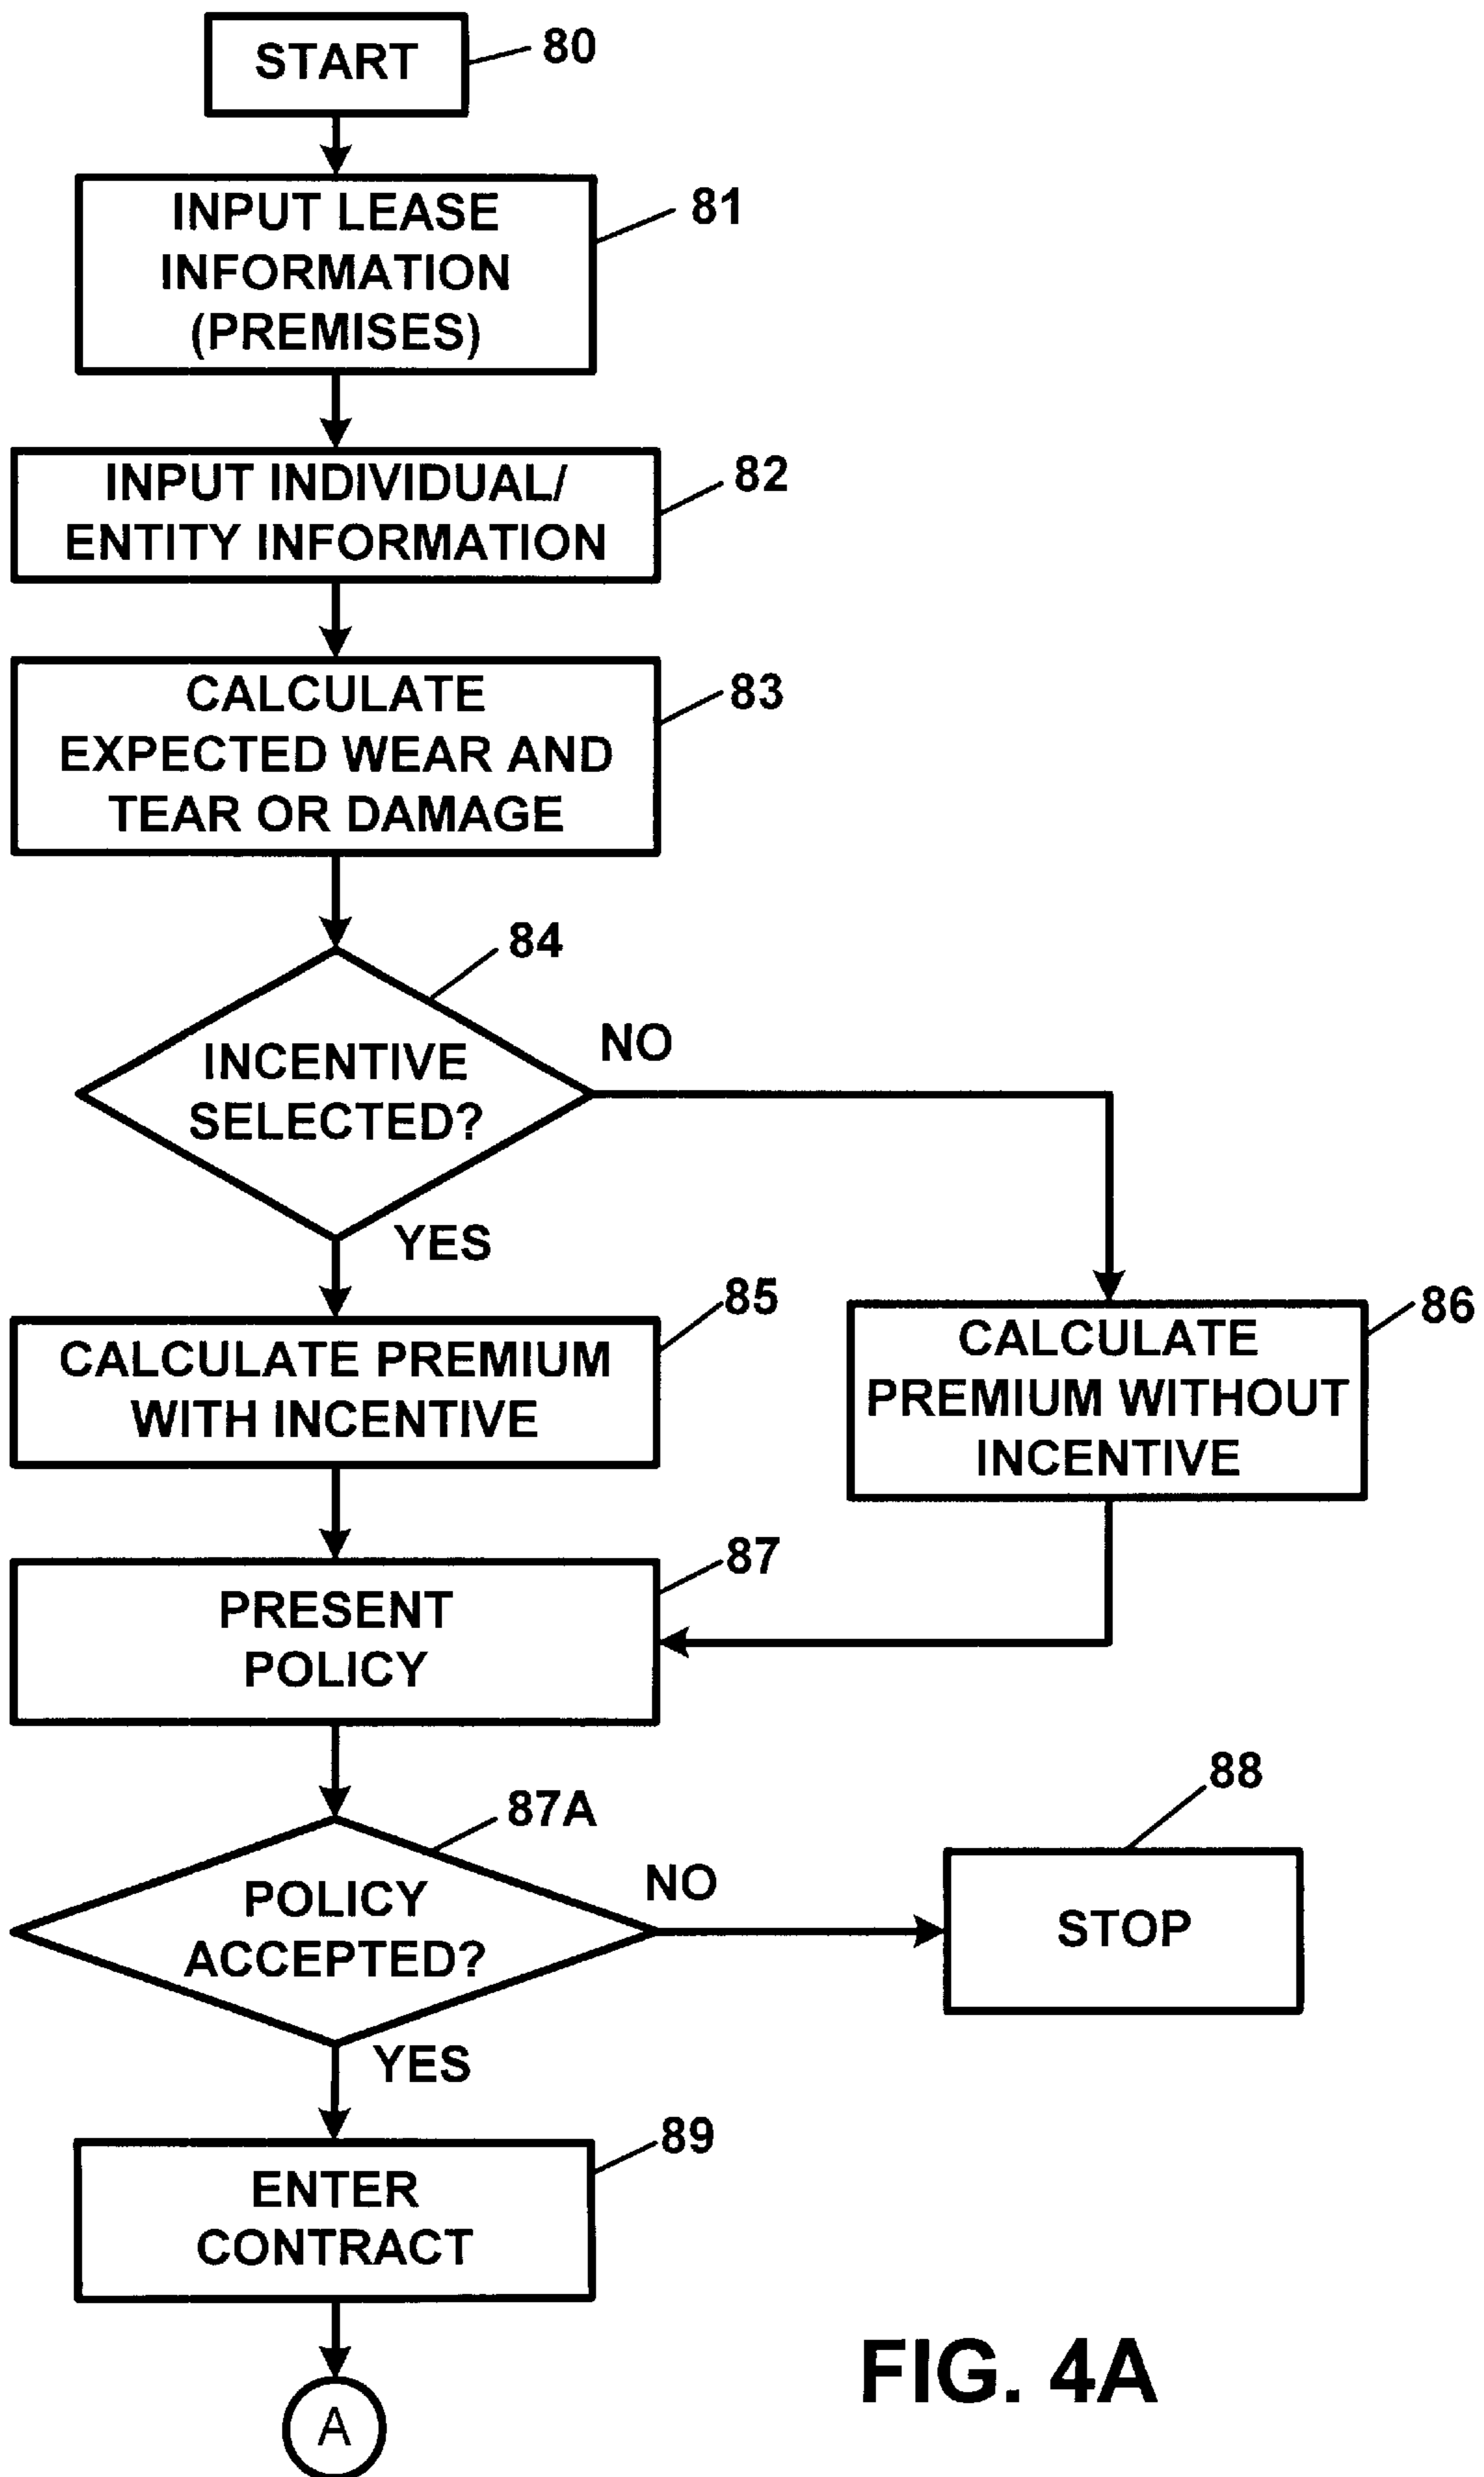 START
80
INPUT LEASE
INFORMATION
(PREMISES)
81
INPUT INDIVIDUAL/
ENTITY INFORMATION
82
CALCULATE
EXPECTED WEAR AND
TEAR OR DAMAGE
83
84
INCENTIVE
SELECTED?
NO
YES
CALCULATE PREMIUM
WITH INCENTIVE
85
CALCULATE
PREMIUM WITHOUT
INCENTIVE
86
PRESENT
POLICY
87
87A
POLICY
ACCEPTED?
NO
STOP
88
YES
ENTER
CONTRACT
89
A
FIG. 4A